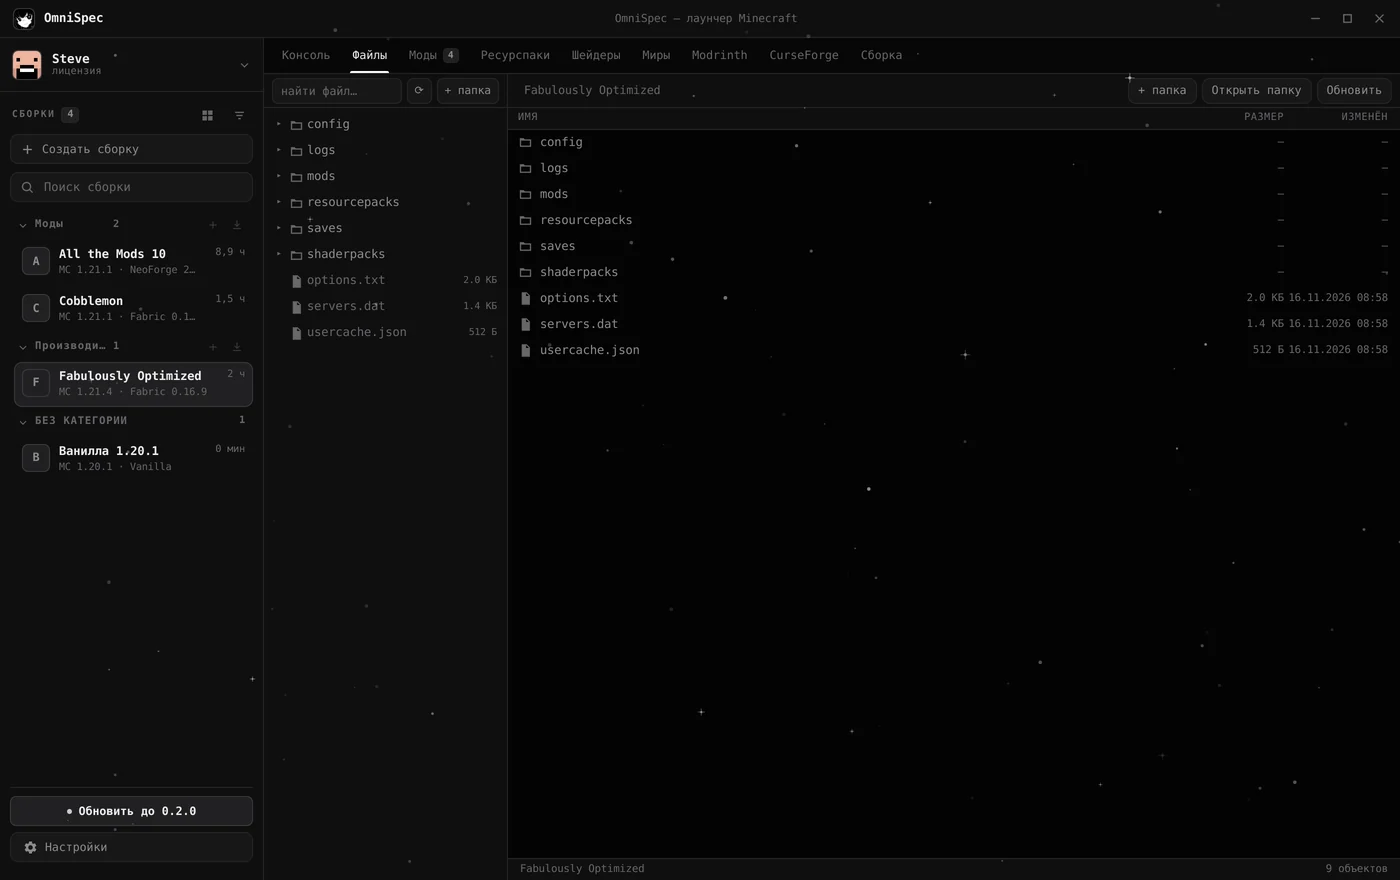 OmniSpec
OmniSpec — лаунчер Minecraft
Steve
лицензия
СБОРКИ 4
+ Создать сборку
Поиск сборки
Моды 2
A
All the Mods 10
8,9 ч
MC 1.21.1 · NeoForge 2…
C
Cobblemon
1,5 ч
MC 1.21.1 · Fabric 0.1…
Производи… 1
F
Fabulously Optimized
2 ч
MC 1.21.4 · Fabric 0.16.9
БЕЗ КАТЕГОРИИ 1
В
Ванилла 1.20.1
0 мин
MC 1.20.1 · Vanilla
Обновить до 0.2.0
Настройки
Консоль Файлы Моды 4 Ресурспаки Шейдеры Миры Modrinth CurseForge Сборка
найти файл…
+ папка
config
logs
mods
resourcepacks
saves
shaderpacks
options.txt 2.0 КБ
servers.dat 1.4 КБ
usercache.json 512 Б
Fabulously Optimized
+ папка
Открыть папку
Обновить
ИМЯ РАЗМЕР ИЗМЕНЁН
config — —
logs — —
mods — —
resourcepacks — —
saves — —
shaderpacks — —
options.txt 2.0 КБ 16.11.2026 08:58
servers.dat 1.4 КБ 16.11.2026 08:58
usercache.json 512 Б 16.11.2026 08:58
Fabulously Optimized
9 объектов